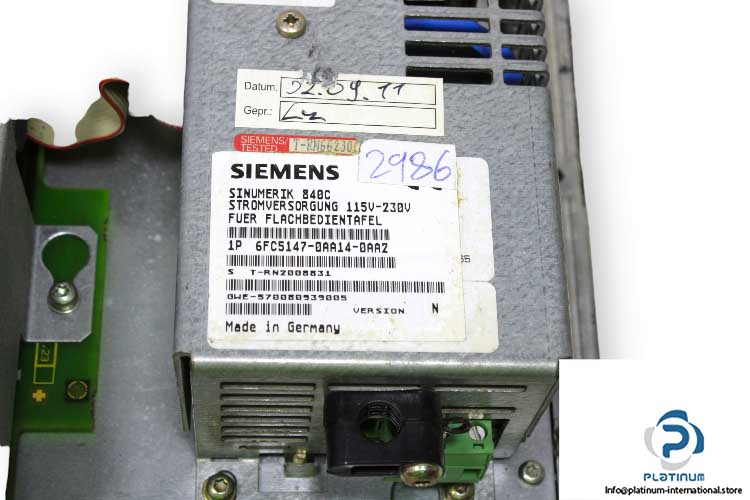 Datum: 02.09.11
Gepr.:
SIEMENS/
TESTED
2986
SIEMENS
SINUMERIK 840C
STROMVERSORGUNG 115V-230V
FUER FLACHBEDIENTAFEL
1P 6FC5147-0AA14-0AA2
S T-RN2008831
GWE-570080939005
VERSION N
Made in Germany
PLATINUM
Info@platinum-international.store